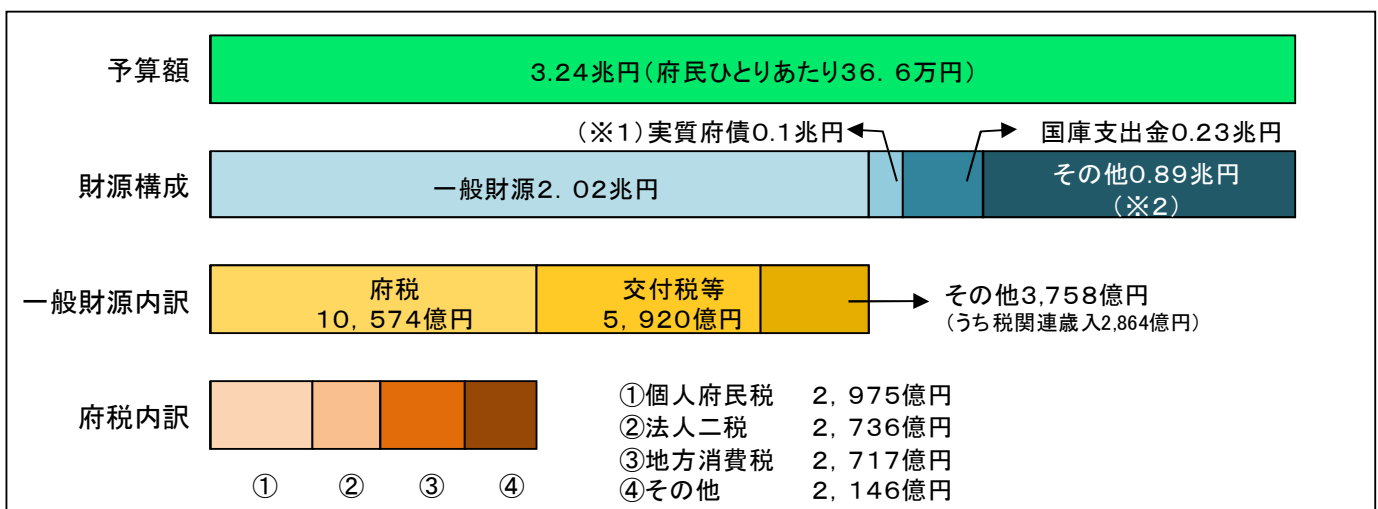 予算額
3.24兆円(府民ひとりあたり36.6万円)
(※1)実質府債0.1兆円
国庫支出金0.23兆円
財源構成
一般財源2.02兆円
その他0.89兆円
(※2)
一般財源内訳
府税
10,574億円
交付税等
5,920億円
その他3,758億円
(うち税関連歳入2,864億円)
府税内訳
①個人府民税 2,975億円
②法人二税 2,736億円
③地方消費税 2,717億円
④その他 2,146億円
① ② ③ ④